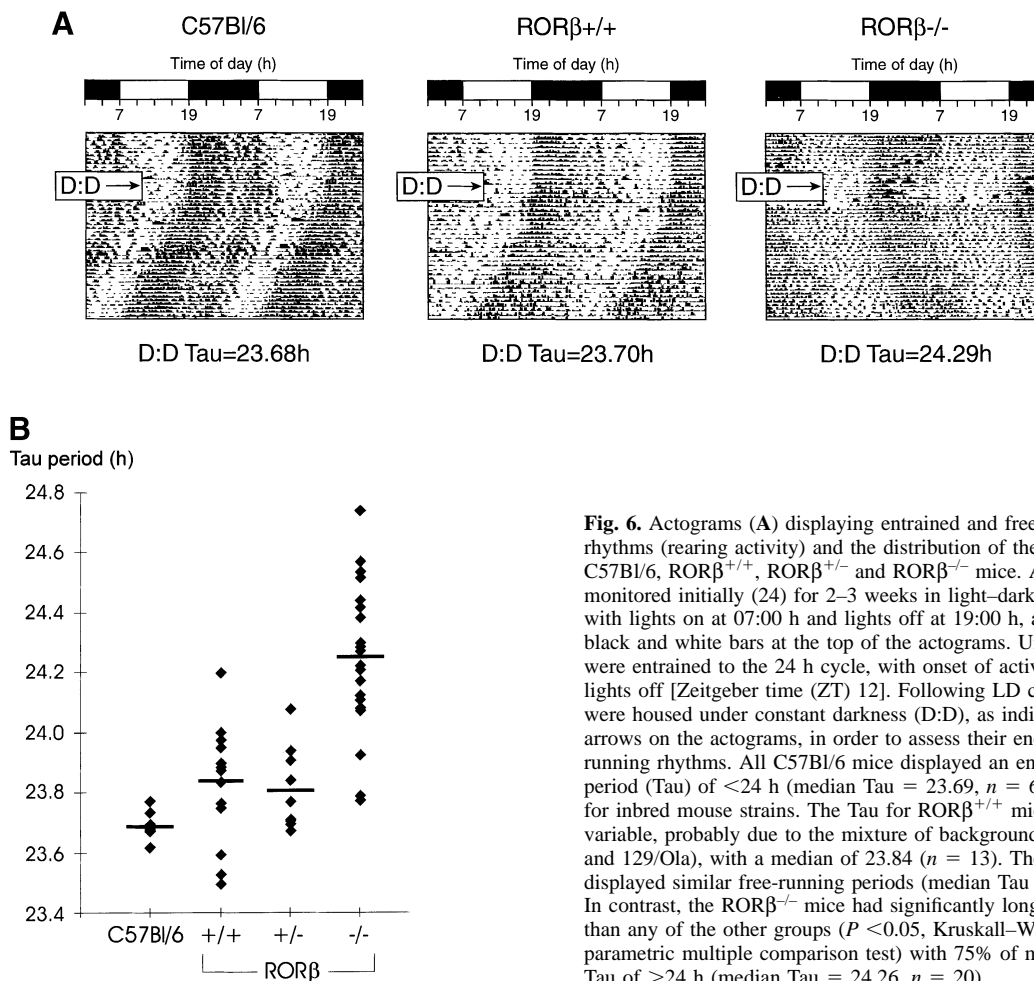 A
C57Bl/6 RORβ+/+ RORβ-/-
Time of day (h) Time of day (h) Time of day (h)
7 19 7 19 7 19 7 19 7 19 7 19
D:D D:D D:D
D:D Tau=23.68h D:D Tau=23.70h D:D Tau=24.29h
B
Tau period (h)
24.8
24.6
24.4
24.2
24.0
23.8
23.6
23.4
C57Bl/6 +/+ +/- -/-
RORβ
Fig. 6. Actograms (A) displaying entrained and free
rhythms (rearing activity) and the distribution of the
C57Bl/6, RORβ+/+, RORβ+/– and RORβ–/– mice. A
monitored initially (24) for 2–3 weeks in light–dark
with lights on at 07:00 h and lights off at 19:00 h, a
black and white bars at the top of the actograms. U
were entrained to the 24 h cycle, with onset of activ
lights off [Zeitgeber time (ZT) 12]. Following LD c
were housed under constant darkness (D:D), as indi
arrows on the actograms, in order to assess their en
running rhythms. All C57Bl/6 mice displayed an en
period (Tau) of <24 h (median Tau = 23.69, n = 6
for inbred mouse strains. The Tau for RORβ+/+ mi
variable, probably due to the mixture of background
and 129/Ola), with a median of 23.84 (n = 13). Th
displayed similar free-running periods (median Tau
In contrast, the RORβ–/– mice had significantly long
than any of the other groups (P <0.05, Kruskall–W
parametric multiple comparison test) with 75% of m
Tau of >24 h (median Tau = 24.26, n = 20)